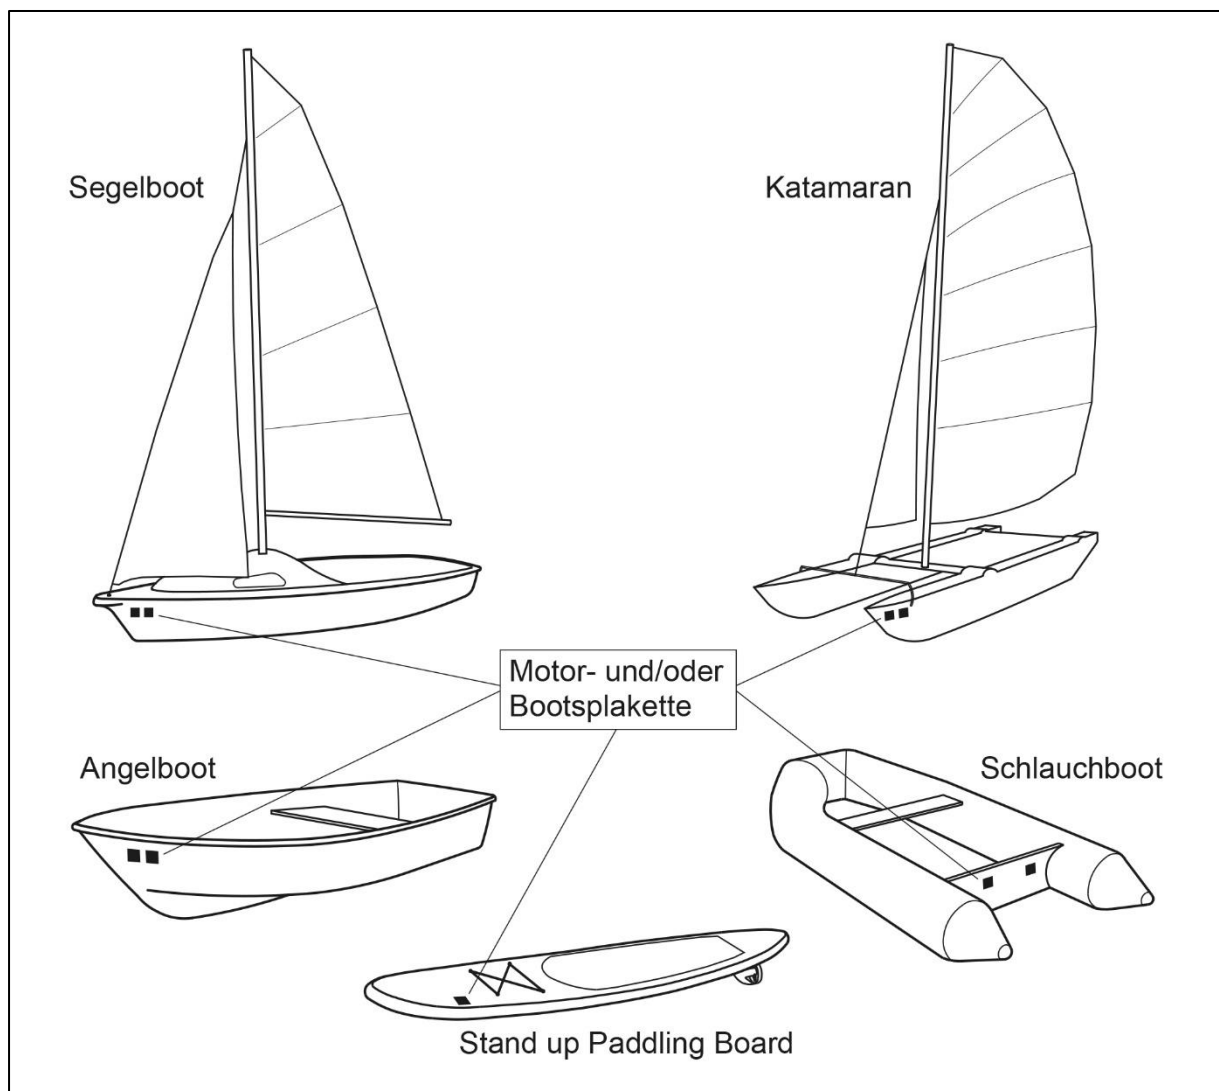 Segelboot
Katamaran
Motor- und/oder
Bootsplakette
Angelboot
Schlauchboot
Stand up Paddling Board